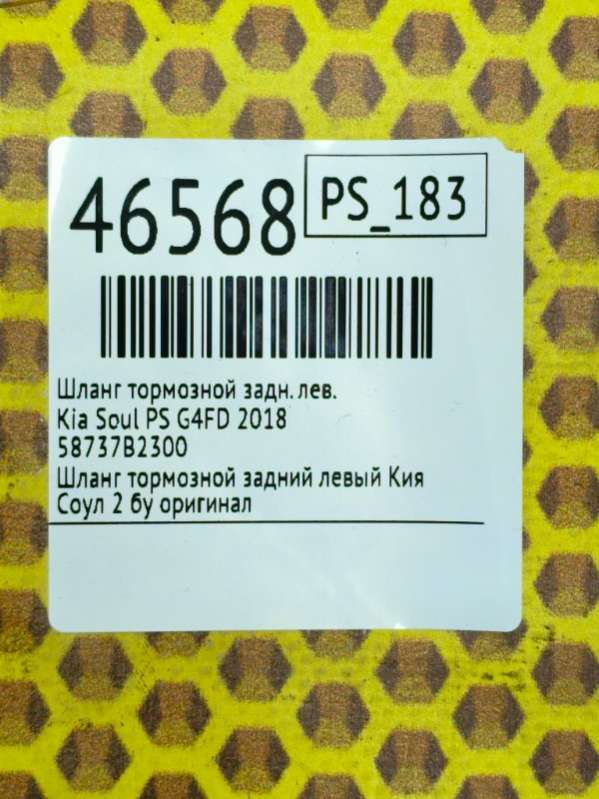 46568
PS_183
Шланг тормозной задн. лев.
Kia Soul PS G4FD 2018
58737B2300
Шланг тормозной задний левый Кия
Соул 2 бу оригинал